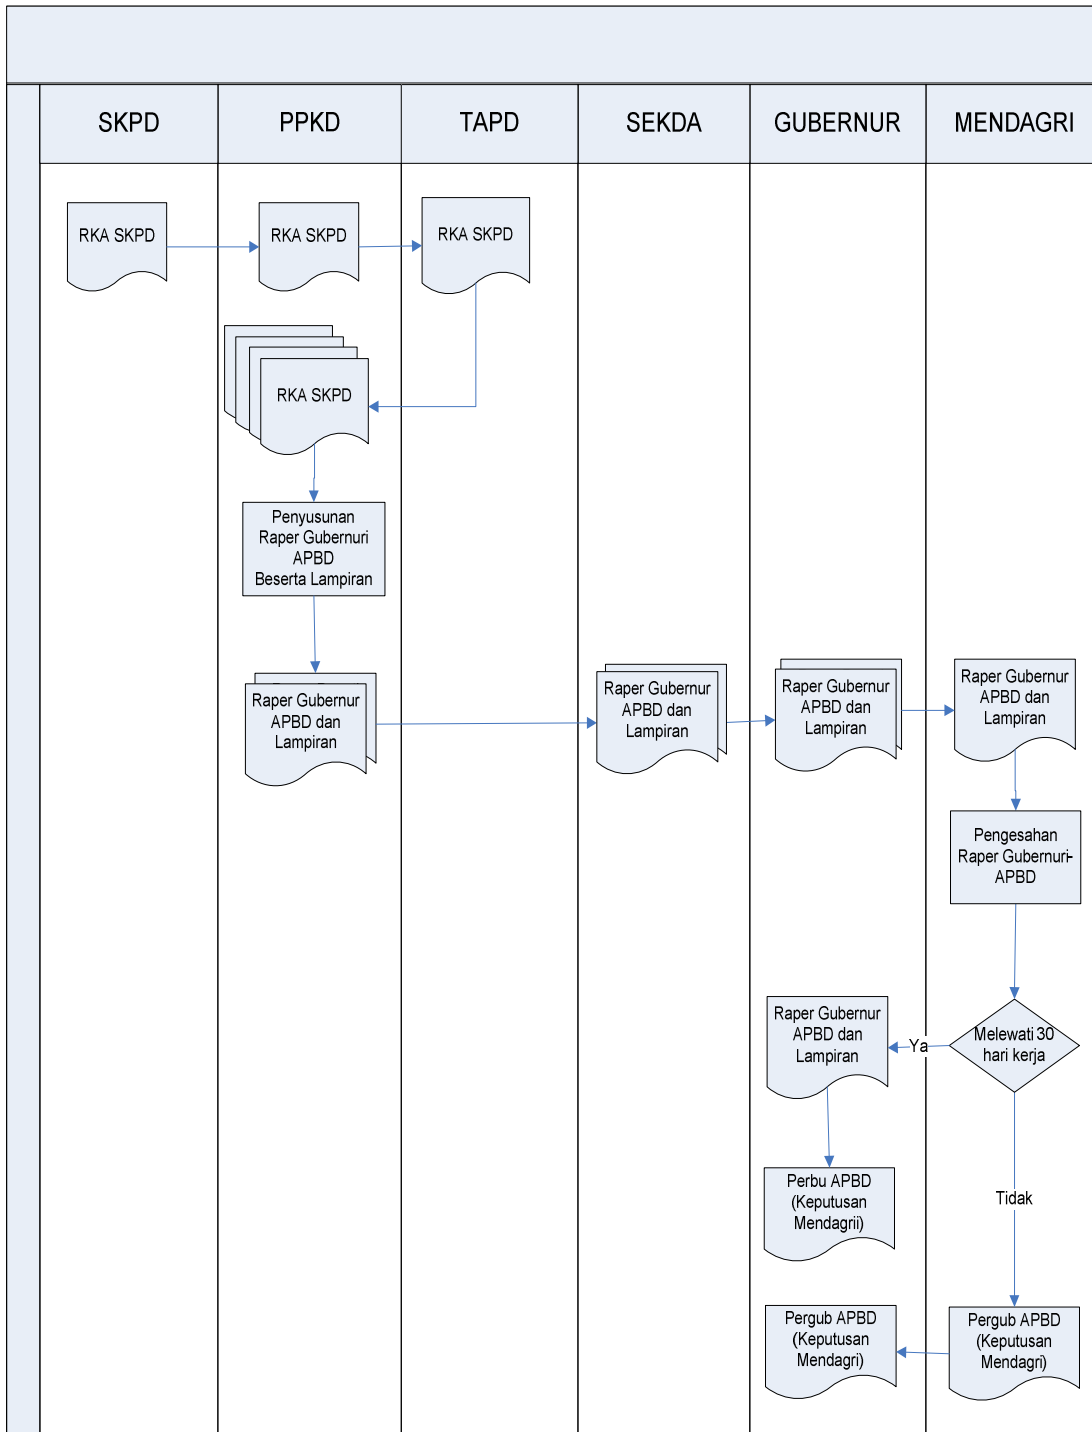 SKPD
PPKD
TAPD
SEKDA
GUBERNUR
MENDAGRI
RKA SKPD
RKA SKPD
RKA SKPD
RKA SKPD
Penyusunan
Raper Gubernuri
APBD
Beserta Lampiran
Raper Gubernur
APBD dan
Lampiran
Raper Gubernur
APBD dan
Lampiran
Raper Gubernur
APBD dan
Lampiran
Raper Gubernur
APBD dan
Lampiran
Pengesahan
Raper Gubernuri-
APBD
Melewati 30
hari kerja
Ya
Raper Gubernur
APBD dan
Lampiran
Perbu APBD
(Keputusan
Mendagrii)
Tidak
Pergub APBD
(Keputusan
Mendagri)
Pergub APBD
(Keputusan
Mendagri)